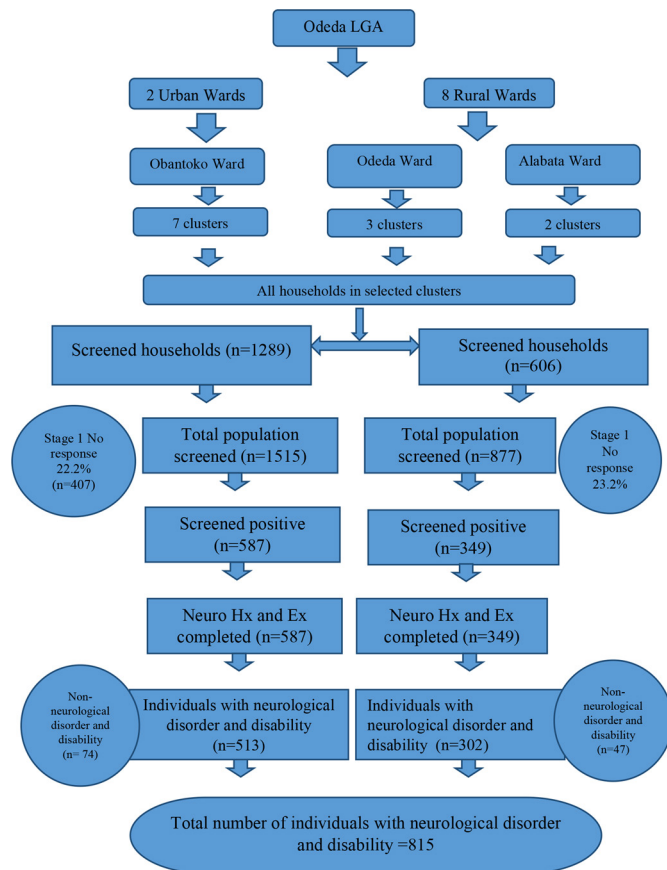 Odeda LGA
2 Urban Wards
8 Rural Wards
Obantoko Ward
Odeda Ward
Alabata Ward
7 clusters
3 clusters
2 clusters
All households in selected clusters
Screened households (n=1289)
Screened households
(n=606)
Stage 1 No
response
22.2%
(n=407)
Total population
screened (n=1515)
Total population
screened (n=877)
Stage 1
No
response
23.2%
Screened positive
(n=587)
Screened positive
(n=349)
Neuro Hx and Ex
completed (n=587)
Neuro Hx and Ex
completed (n=349)
Non-
neurological
disorder and
disability
(n= 74)
Individuals with neurological
disorder and disability
(n=513)
Individuals with
neurological disorder and
disability (n=302)
Non-
neurological
disorder and
disability
(n=47)
Total number of individuals with neurological disorder
and disability =815